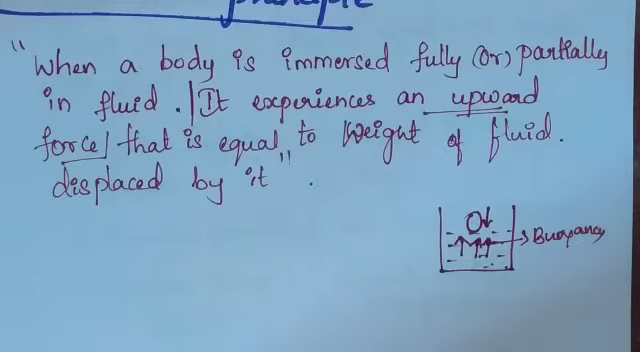 principle
"When a body is immersed fully (or) partially
in fluid. It experiences an upward
force that is equal to Weight of fluid.
displaced by it".
Buoyancy